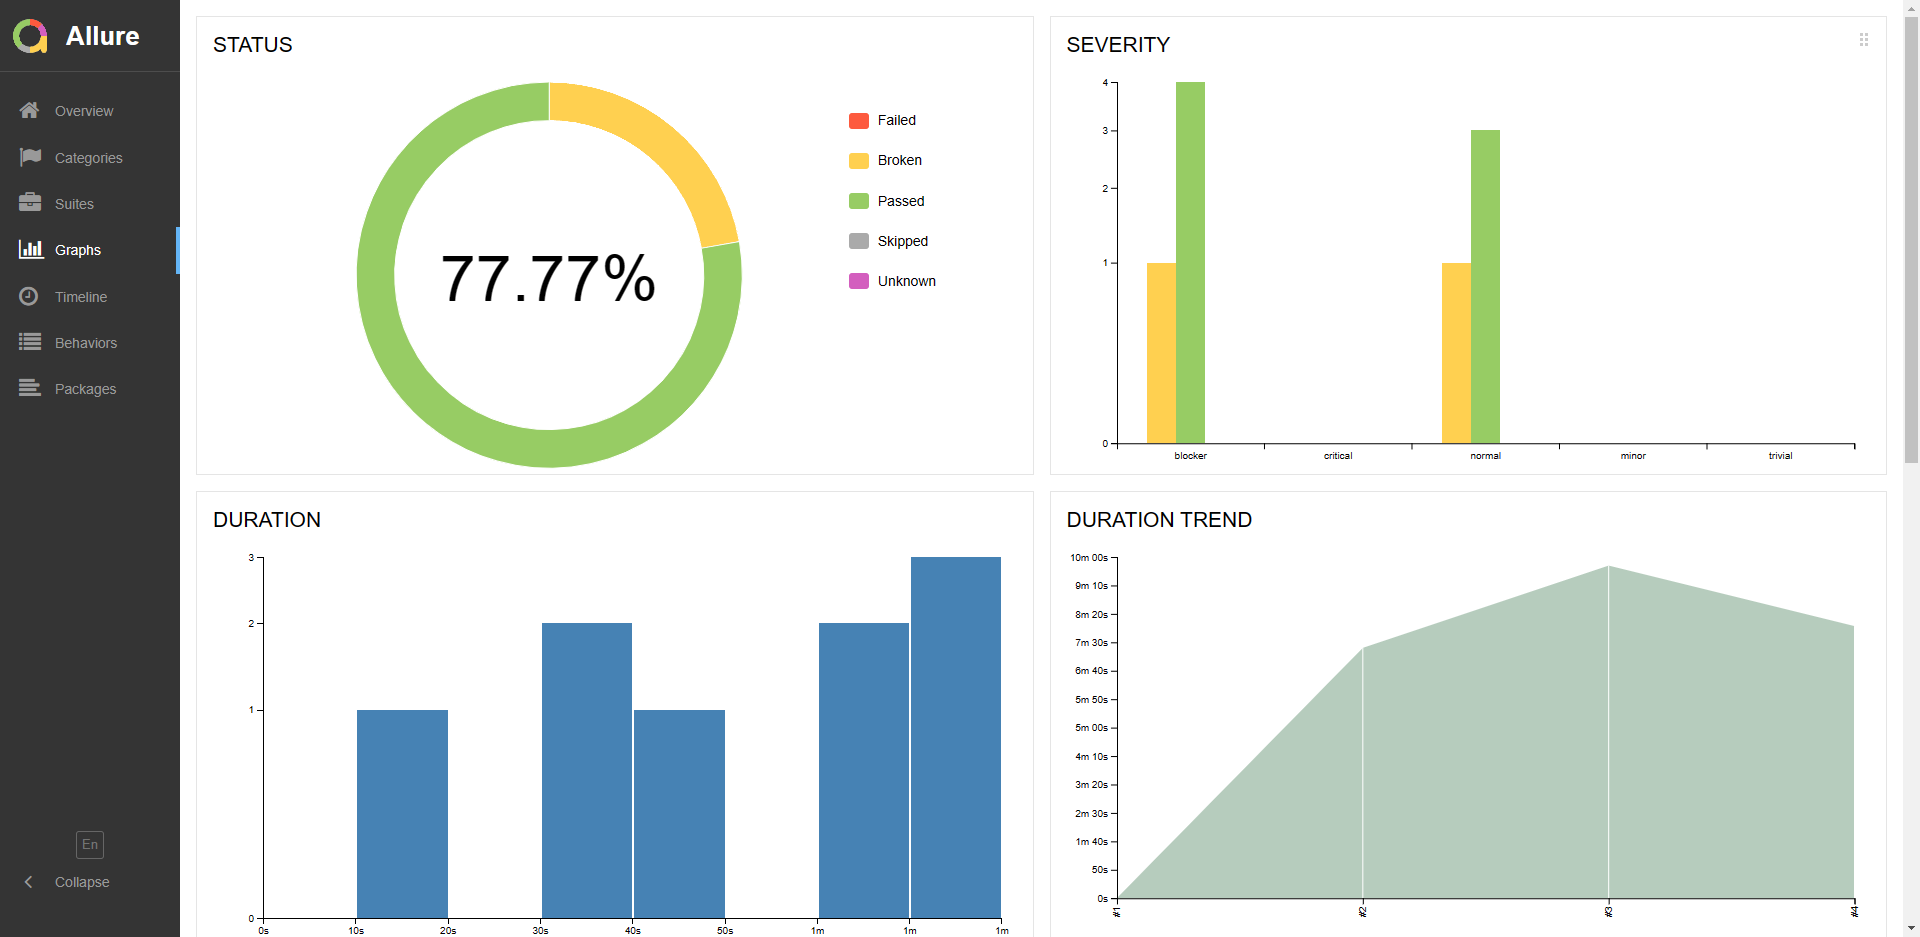 Allure
Overview
Categories
Suites
Graphs
Timeline
Behaviors
Packages
En
Collapse
STATUS
77.77%
Failed
Broken
Passed
Skipped
Unknown
SEVERITY
4
3
2
1
0
blocker critical normal minor trivial
DURATION
3
2
1
0
0s 10s 20s 30s 40s 50s 1m 1m 1m
DURATION TREND
10m 00s
9m 10s
8m 20s
7m 30s
6m 40s
5m 50s
5m 00s
4m 10s
3m 20s
2m 30s
1m 40s
50s
0s
#1 #2 #3 #4